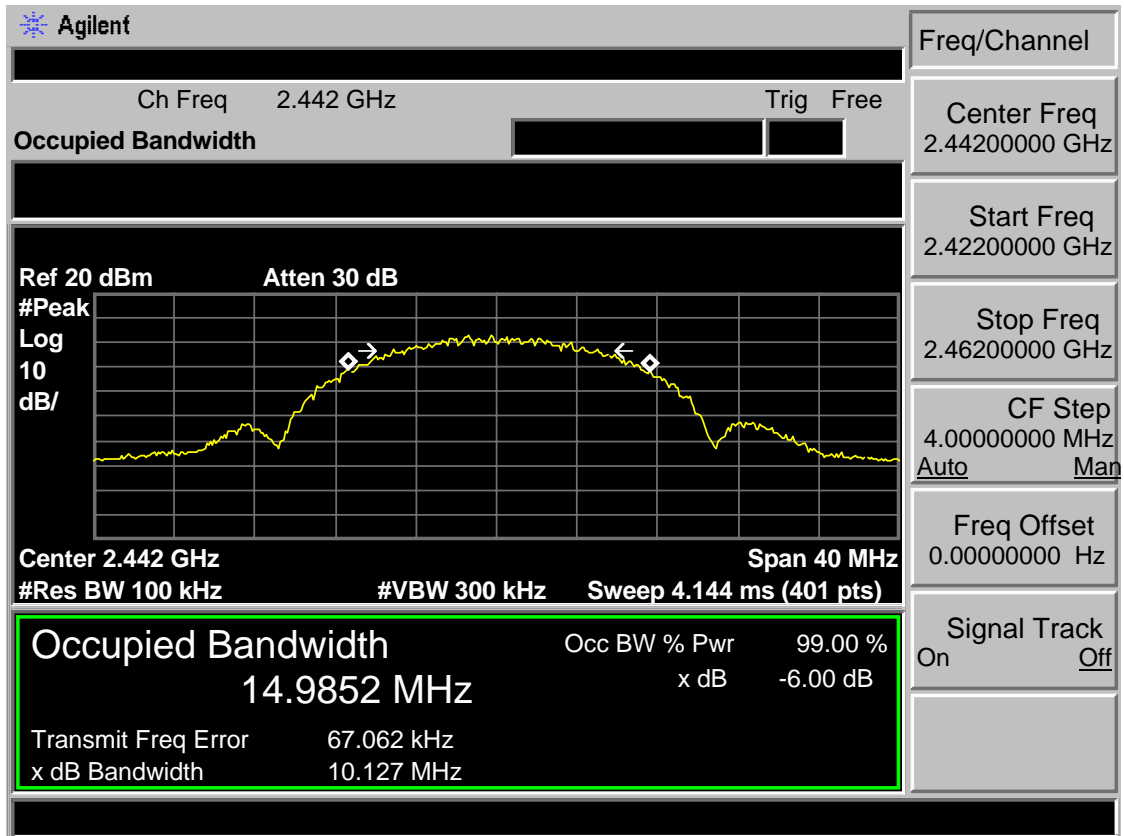 Agilent
Freq/Channel
Ch Freq 2.442 GHz Trig Free
Occupied Bandwidth
Center Freq
2.44200000 GHz
Start Freq
2.42200000 GHz
Stop Freq
2.46200000 GHz
CF Step
4.00000000 MHz
Auto Man
Freq Offset
0.00000000 Hz
Signal Track
On Off
Ref 20 dBm Atten 30 dB
#Peak
Log
10
dB/
Center 2.442 GHz Span 40 MHz
#Res BW 100 kHz #VBW 300 kHz Sweep 4.144 ms (401 pts)
Occupied Bandwidth Occ BW % Pwr 99.00 %
14.9852 MHz x dB -6.00 dB
Transmit Freq Error 67.062 kHz
x dB Bandwidth 10.127 MHz